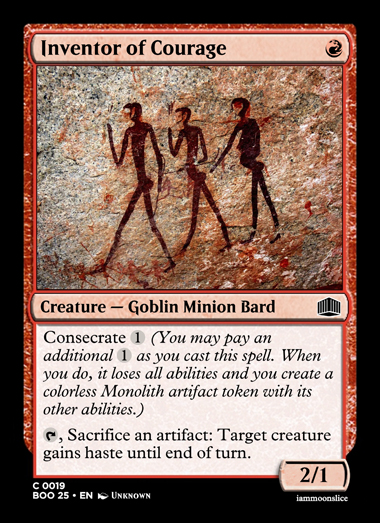 Inventor of Courage
Creature — Goblin Minion Bard
Consecrate 1 (You may pay an
additional 1 as you cast this spell. When
you do, it loses all abilities and you create a
colorless Monolith artifact token with its
other abilities.)
, Sacrifice an artifact: Target creature
gains haste until end of turn.
2/1
C 0019
BOO 25 • EN Unknown
iammoonslice